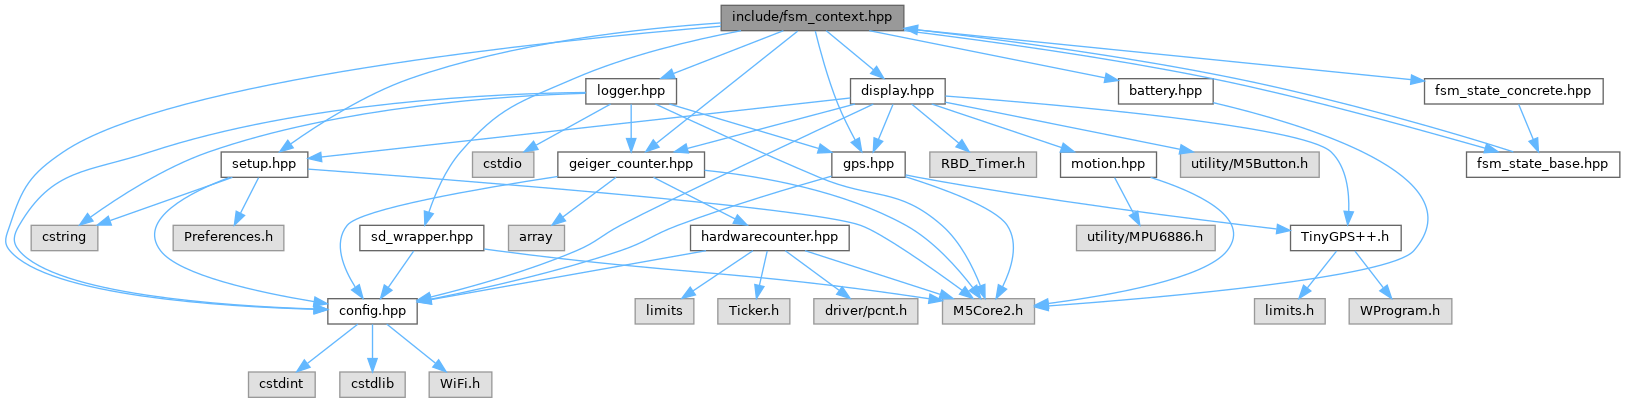 include/fsm_context.hpp
logger.hpp
display.hpp
battery.hpp
fsm_state_concrete.hpp
setup.hpp
cstdio
geiger_counter.hpp
gps.hpp
RBD_Timer.h
motion.hpp
utility/M5Button.h
fsm_state_base.hpp
cstring
Preferences.h
sd_wrapper.hpp
array
hardwarecounter.hpp
utility/MPU6886.h
TinyGPS++.h
config.hpp
limits
Ticker.h
driver/pcnt.h
M5Core2.h
limits.h
WProgram.h
cstdint
cstdlib
WiFi.h